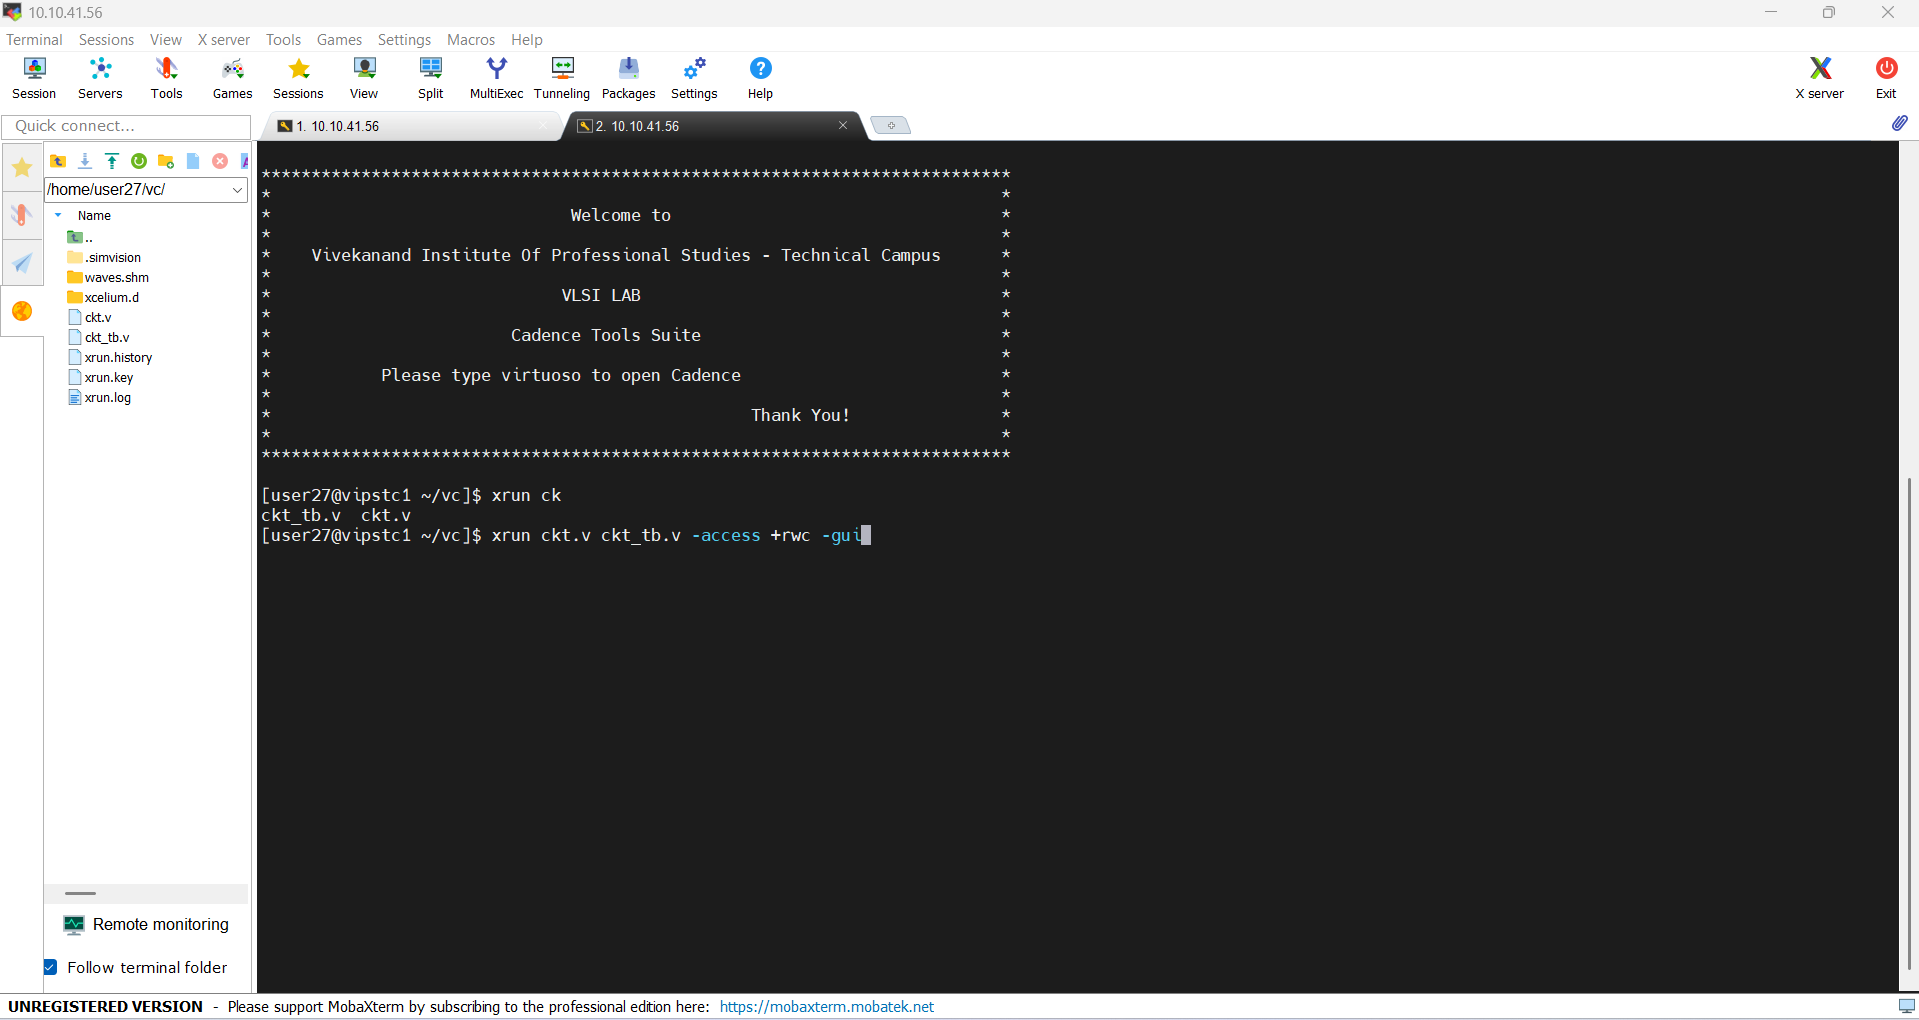 10.10.41.56
Terminal Sessions View X server Tools Games Settings Macros Help
Session Servers Tools Games Sessions View Split MultiExec Tunneling Packages Settings Help X server Exit
Quick connect...
1. 10.10.41.56
2. 10.10.41.56
/home/user27/vc/
Name
..
.simvision
waves.shm
xcelium.d
ckt.v
ckt_tb.v
xrun.history
xrun.key
xrun.log
Remote monitoring
Follow terminal folder
***************************************************************************
* *
* Welcome to *
* *
* Vivekanand Institute Of Professional Studies - Technical Campus *
* *
* VLSI LAB *
* *
* Cadence Tools Suite *
* *
* Please type virtuoso to open Cadence *
* *
* Thank You! *
* *
***************************************************************************
[user27@vipstc1 ~/vc]$ xrun ck
ckt_tb.v ckt.v
[user27@vipstc1 ~/vc]$ xrun ckt.v ckt_tb.v -access +rwc -gui
UNREGISTERED VERSION - Please support MobaXterm by subscribing to the professional edition here: https://mobaxterm.mobatek.net